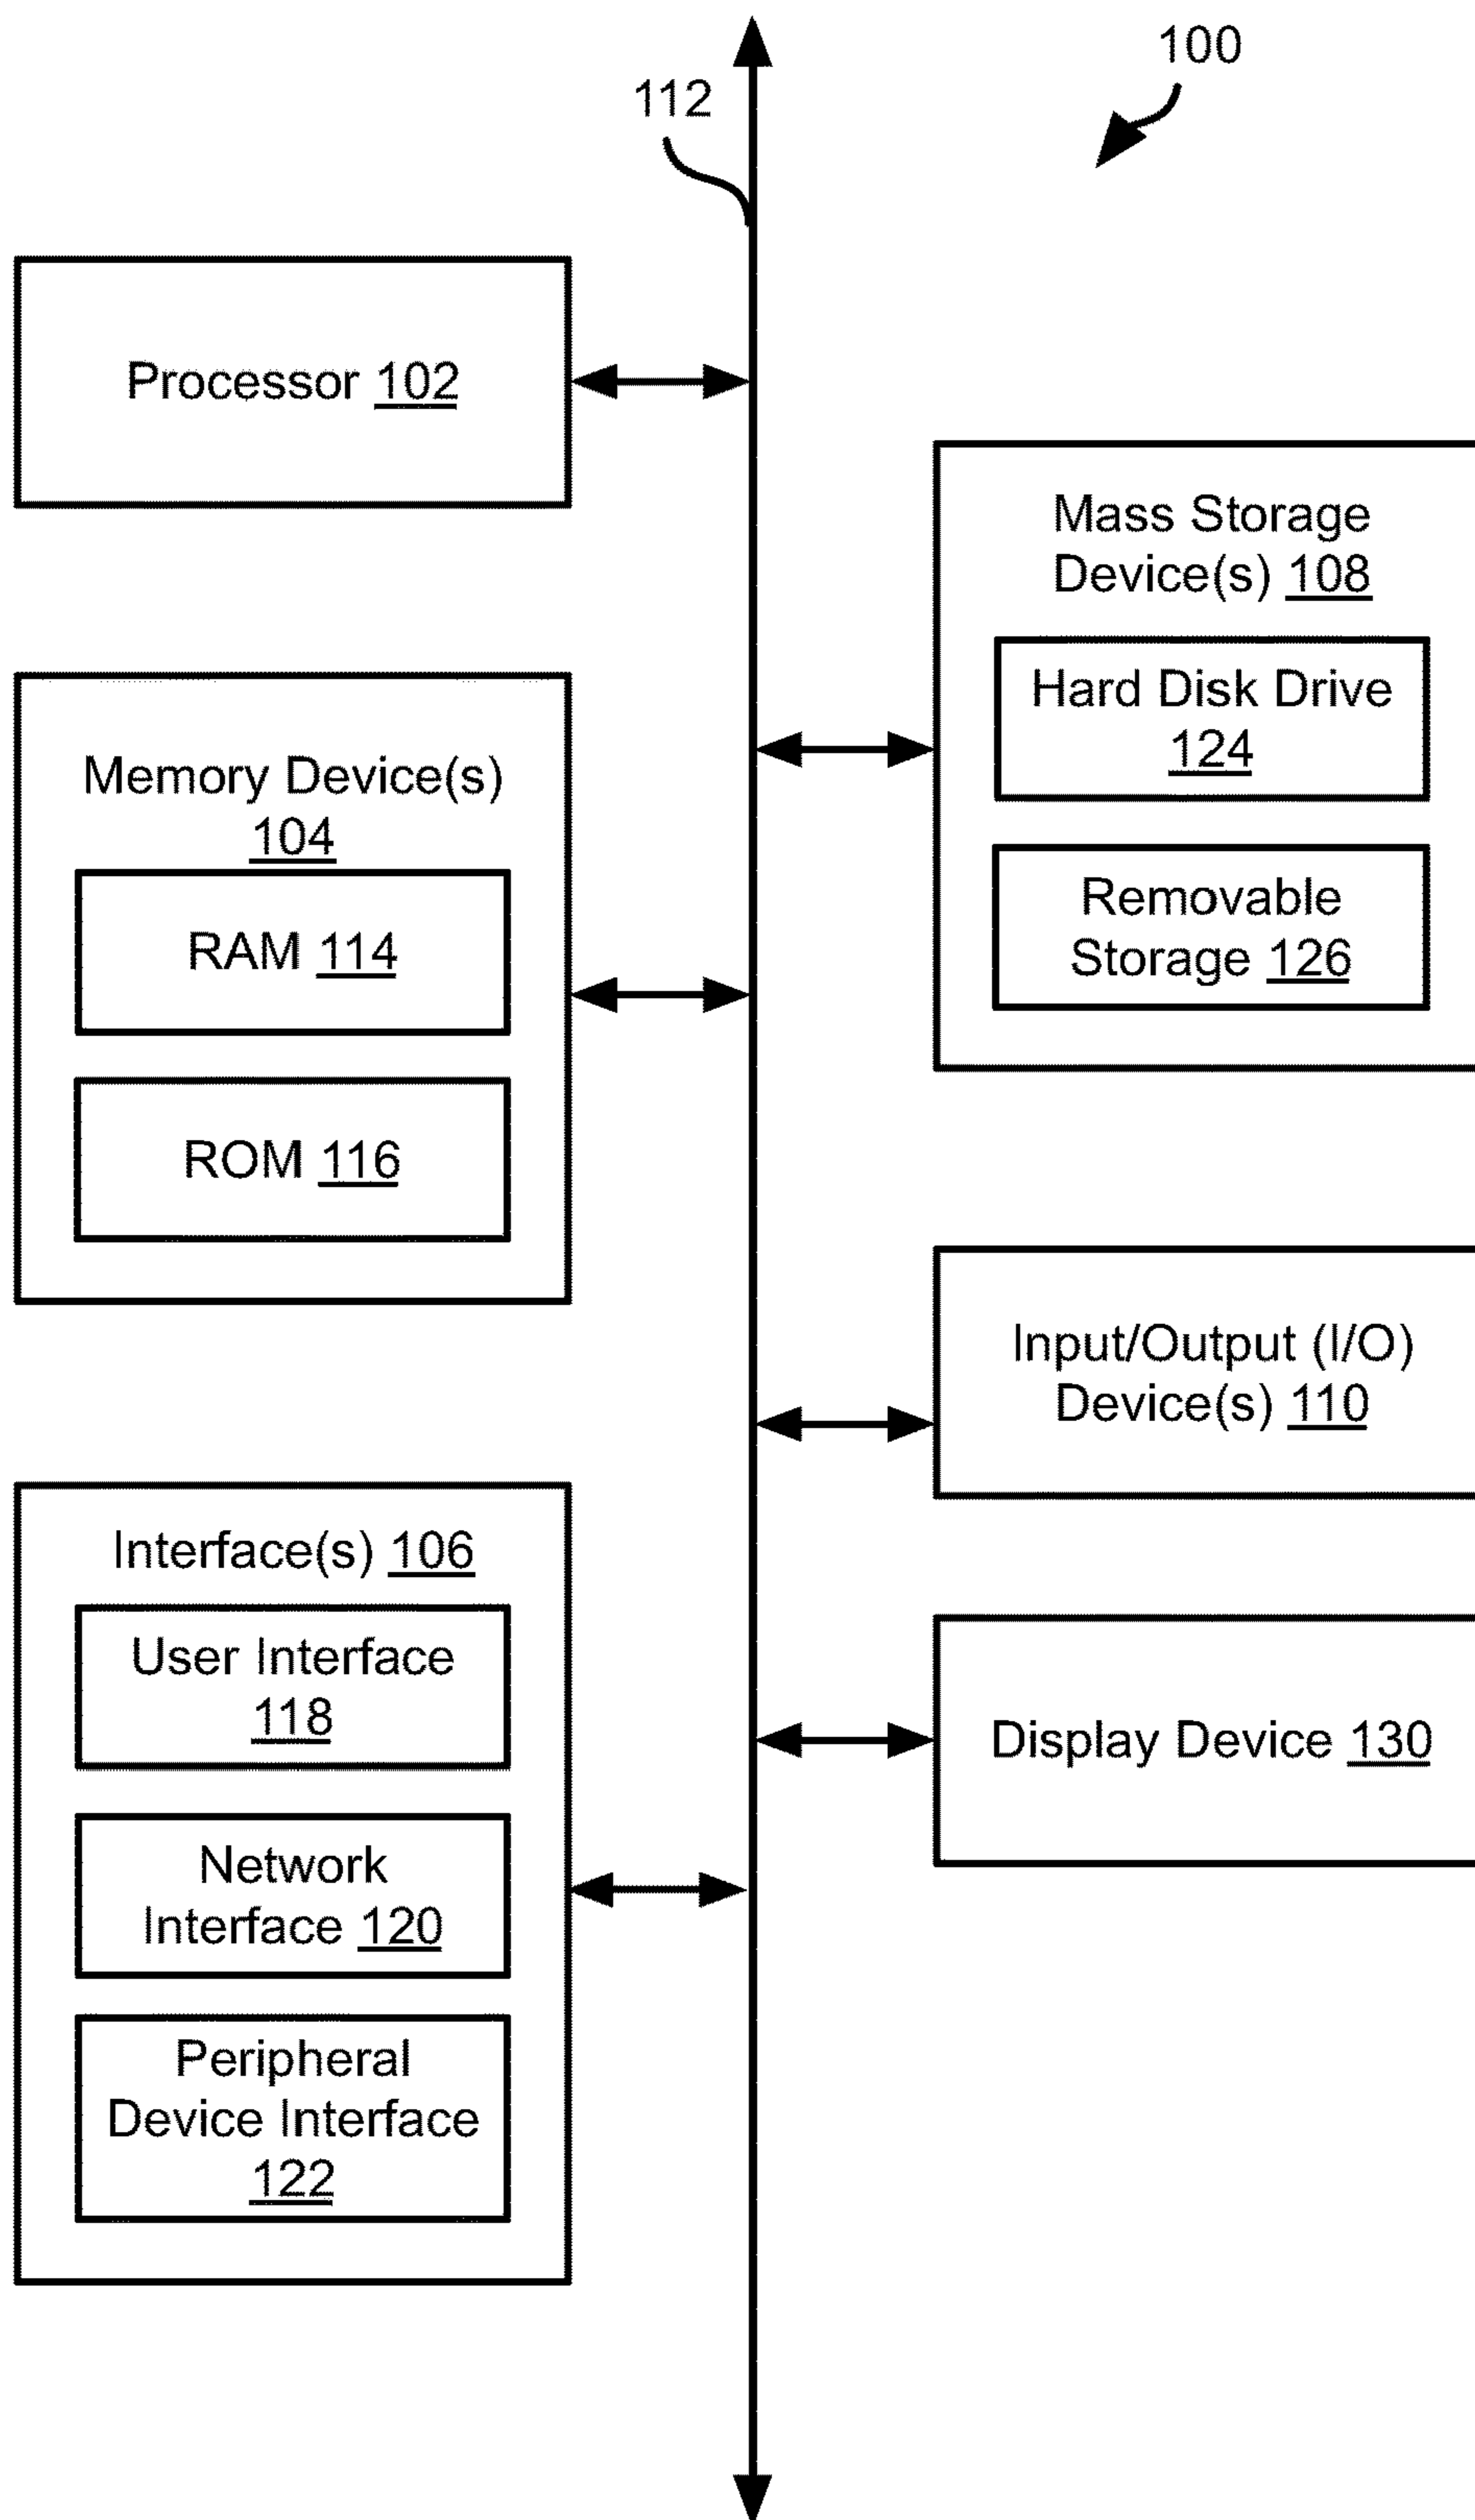 100
112
Processor 102
Memory Device(s)
104
RAM 114
ROM 116
Interface(s) 106
User Interface
118
Network
Interface 120
Peripheral
Device Interface
122
Mass Storage
Device(s) 108
Hard Disk Drive
124
Removable
Storage 126
Input/Output (I/O)
Device(s) 110
Display Device 130